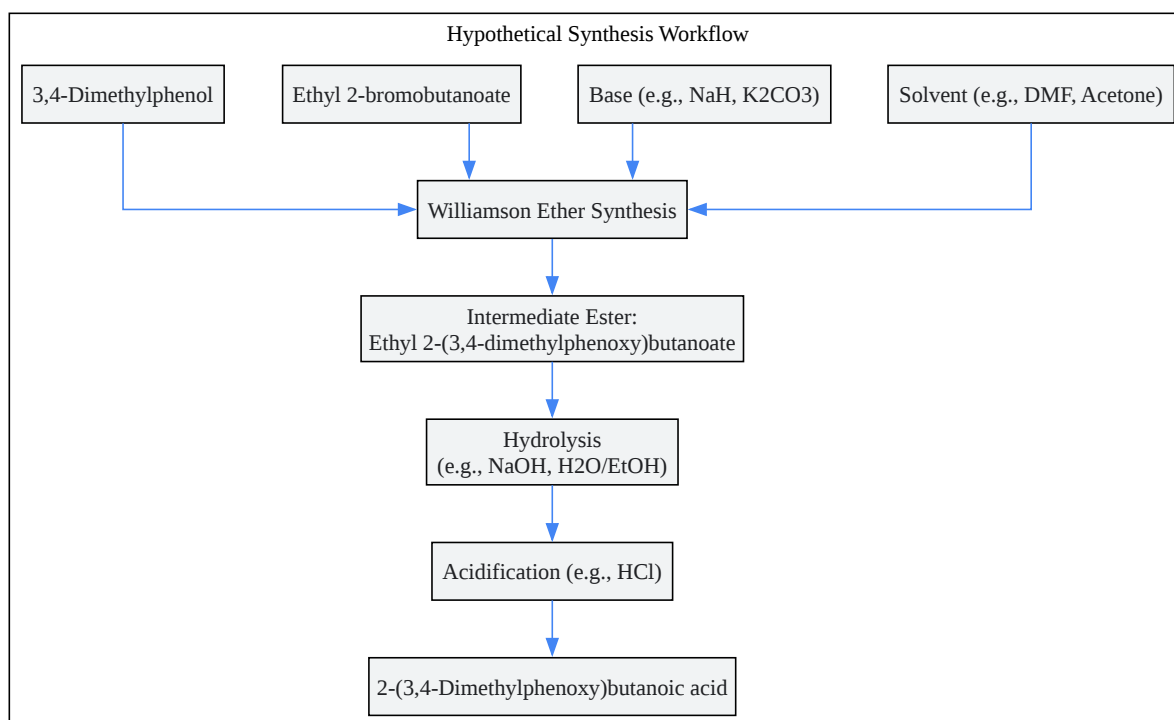 Hypothetical Synthesis Workflow
3,4-Dimethylphenol
Ethyl 2-bromobutanoate
Base (e.g., NaH, K2CO3)
Solvent (e.g., DMF, Acetone)
Williamson Ether Synthesis
Intermediate Ester:
Ethyl 2-(3,4-dimethylphenoxy)butanoate
Hydrolysis
(e.g., NaOH, H2O/EtOH)
Acidification (e.g., HCl)
2-(3,4-Dimethylphenoxy)butanoic acid